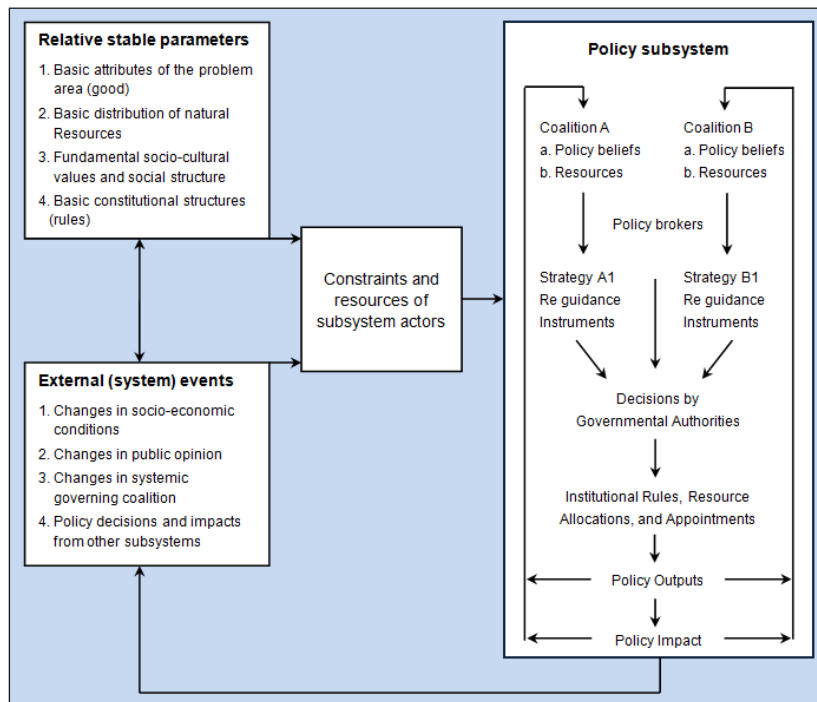 Relative stable parameters
1. Basic attributes of the problem
area (good)
2. Basic distribution of natural
Resources
3. Fundamental socio-cultural
values and social structure
4. Basic constitutional structures
(rules)
External (system) events
1. Changes in socio-economic
conditions
2. Changes in public opinion
3. Changes in systemic
governing coalition
4. Policy decisions and impacts
from other subsystems
Constraints and
resources of
subsystem actors
Policy subsystem
Coalition A
a. Policy beliefs
b. Resources
Coalition B
a. Policy beliefs
b. Resources
Policy brokers
Strategy A1
Re guidance
Instruments
Strategy B1
Re guidance
Instruments
Decisions by
Governmental Authorities
Institutional Rules, Resource
Allocations, and Appointments
Policy Outputs
Policy Impact